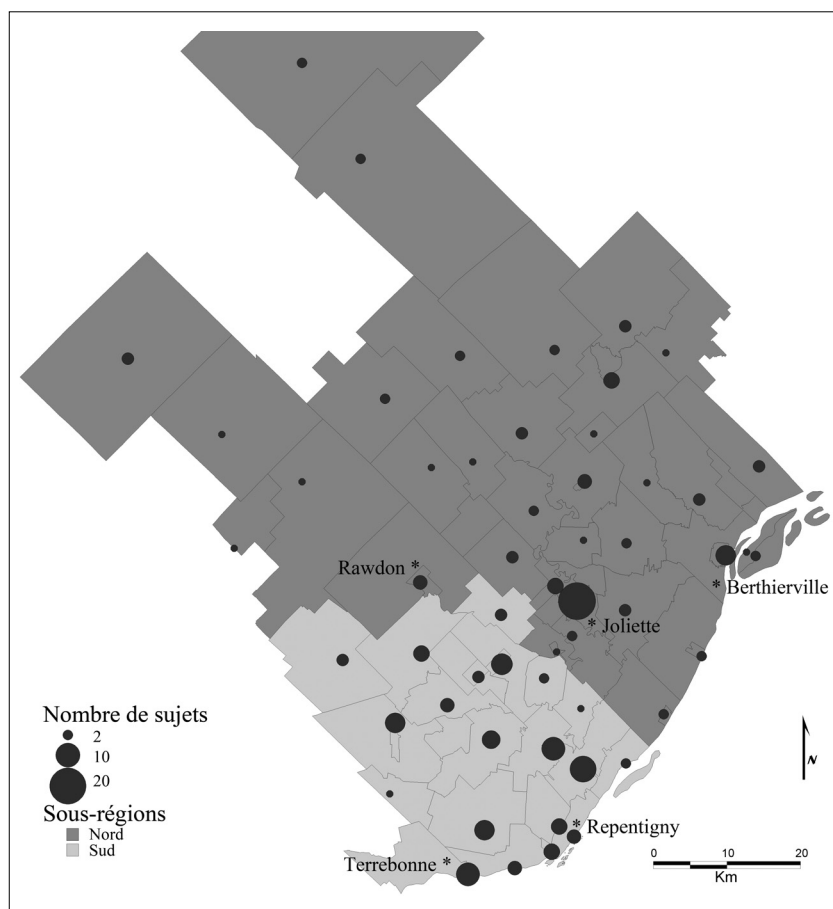 Rawdon *
* Berthierville
* Joliette
Nombre de sujets
2
10
20
Sous-régions
Nord
Sud
N
* Repentigny
Terrebonne *
0 10 20
Km